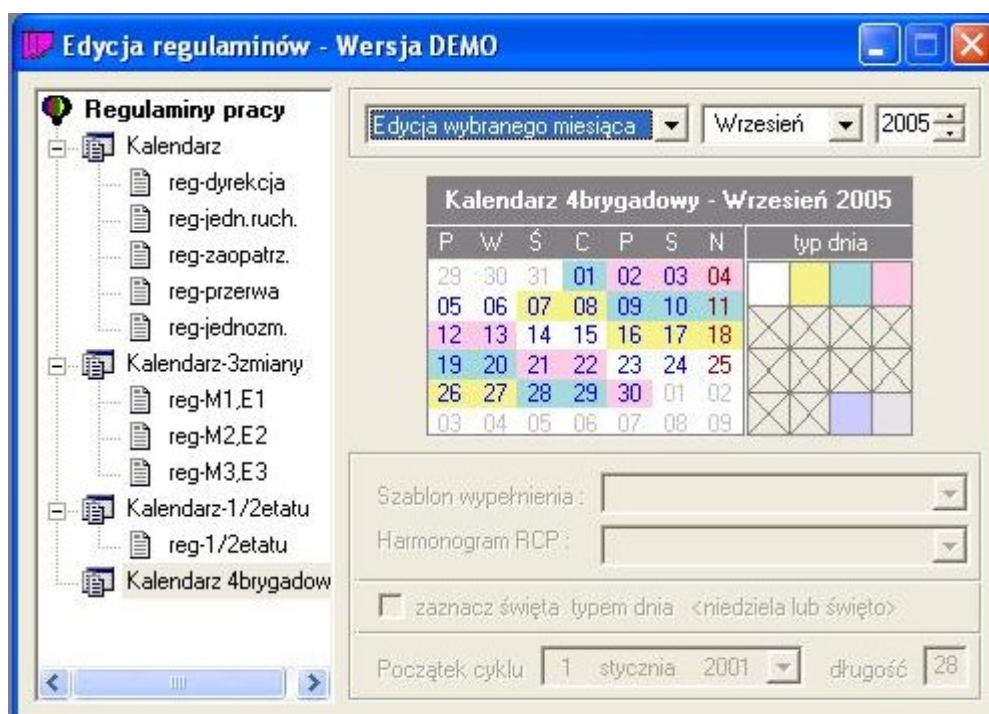 Edycja regulaminów - Wersja DEMO
Regulaminy pracy
Kalendarz
reg-dyrekcja
reg-jedn.ruch.
reg-zaopatrz.
reg-przerwa
reg-jednozm.
Kalendarz-3zmiany
reg-M1,E1
reg-M2,E2
reg-M3,E3
Kalendarz-1/2etatu
reg-1/2etatu
Kalendarz 4brygadow
Edycja wybranego miesiąca Wrzesień 2005
Kalendarz 4brygadowy - Wrzesień 2005
P W Ś C P S N typ dnia
29 30 31 01 02 03 04
05 06 07 08 09 10 11
12 13 14 15 16 17 18
19 20 21 22 23 24 25
26 27 28 29 30 01 02
03 04 05 06 07 08 09
Szablon wypełnienia :
Harmonogram RCP :
zaznacz święta typem dnia <niedziela lub święto>
Początek cyklu 1 stycznia 2001 długość 28